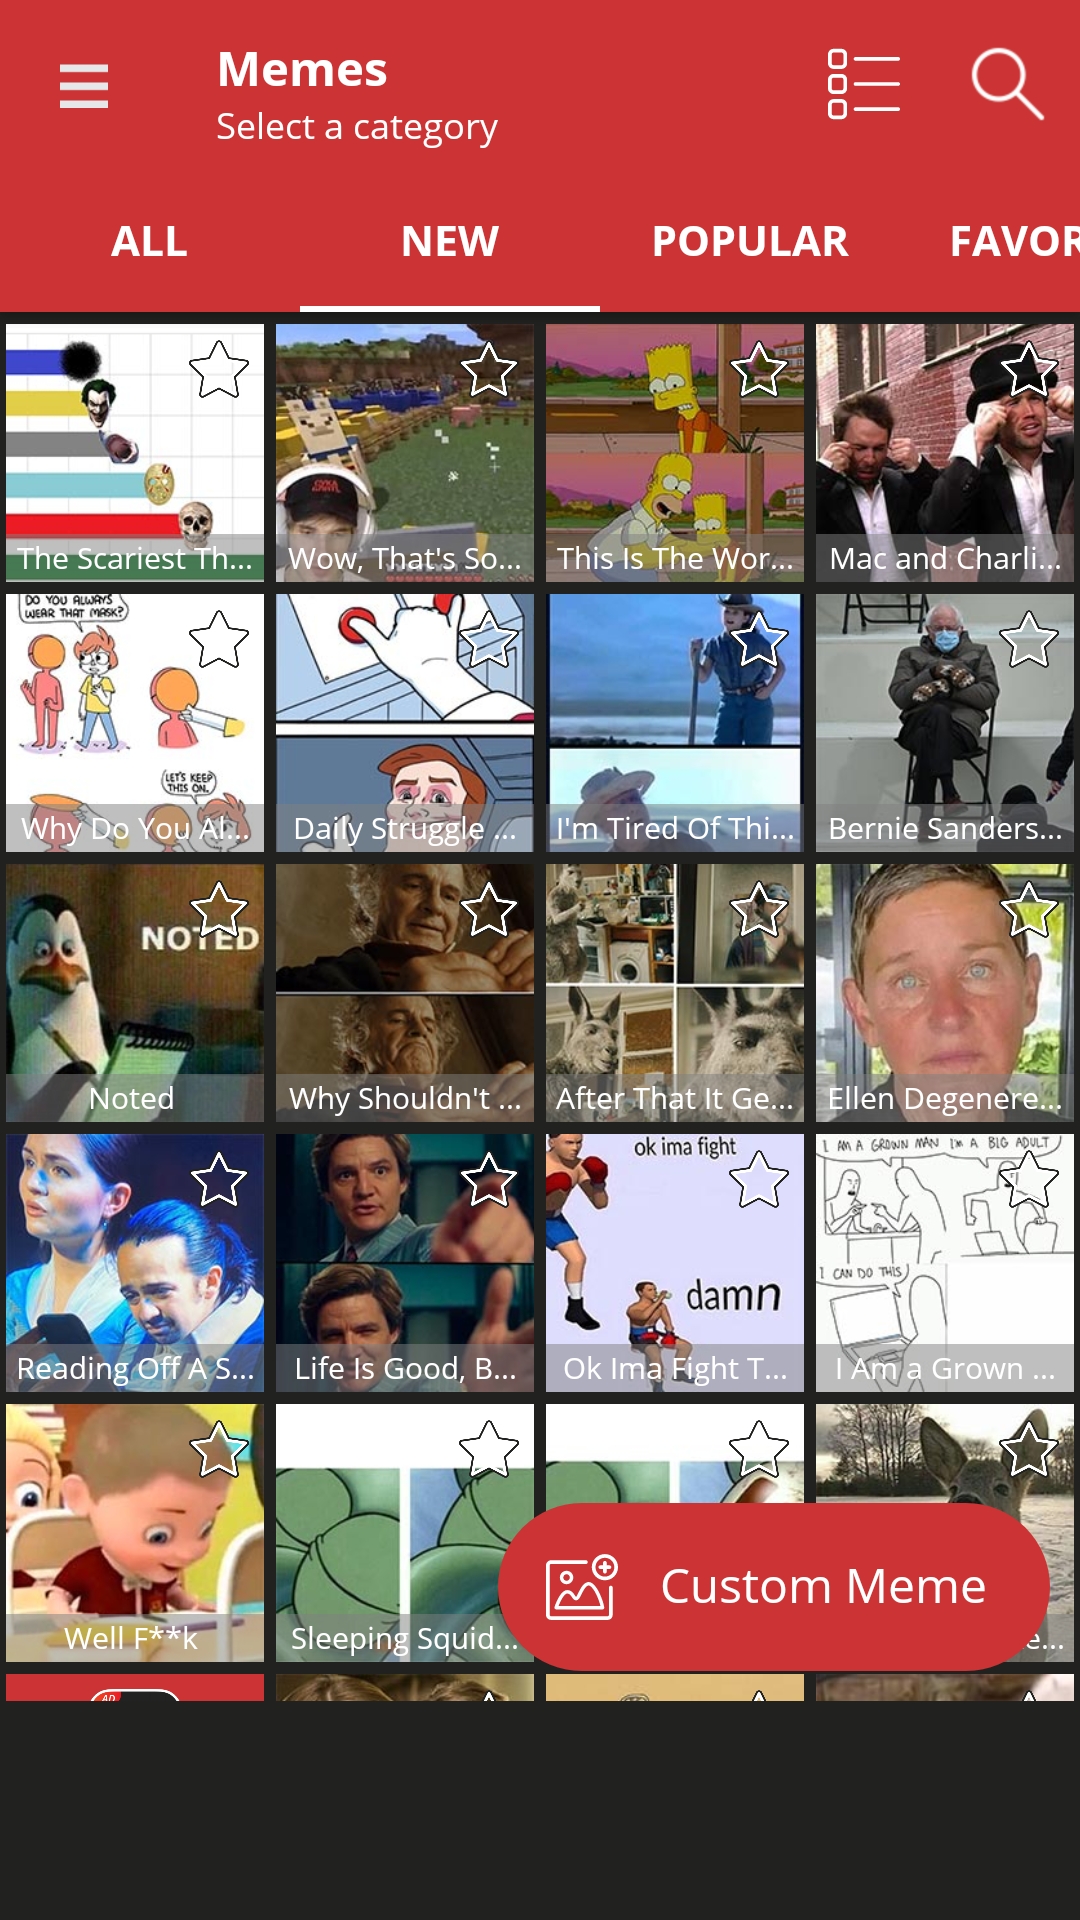 Memes
Select a category
ALL
NEW
POPULAR
FAVOR
The Scariest Th...
Wow, That's So...
This Is The Wor...
Mac and Charli...
DO YOU ALWAYS
WEAR THAT MASK?
LET'S KEEP
THIS ON.
Why Do You Al...
Daily Struggle ...
I'm Tired Of Thi...
Bernie Sanders...
NOTED
Noted
Why Shouldn't ...
After That It Ge...
Ellen Degenere...
Reading Off A S...
Life Is Good, B...
ok ima fight
damn
Ok Ima Fight T...
I AM A GROWN MAN I'M A BIG ADULT
I CAN DO THIS
I Am a Grown ...
Well F**k
Sleeping Squid...
e...
Custom Meme
AD